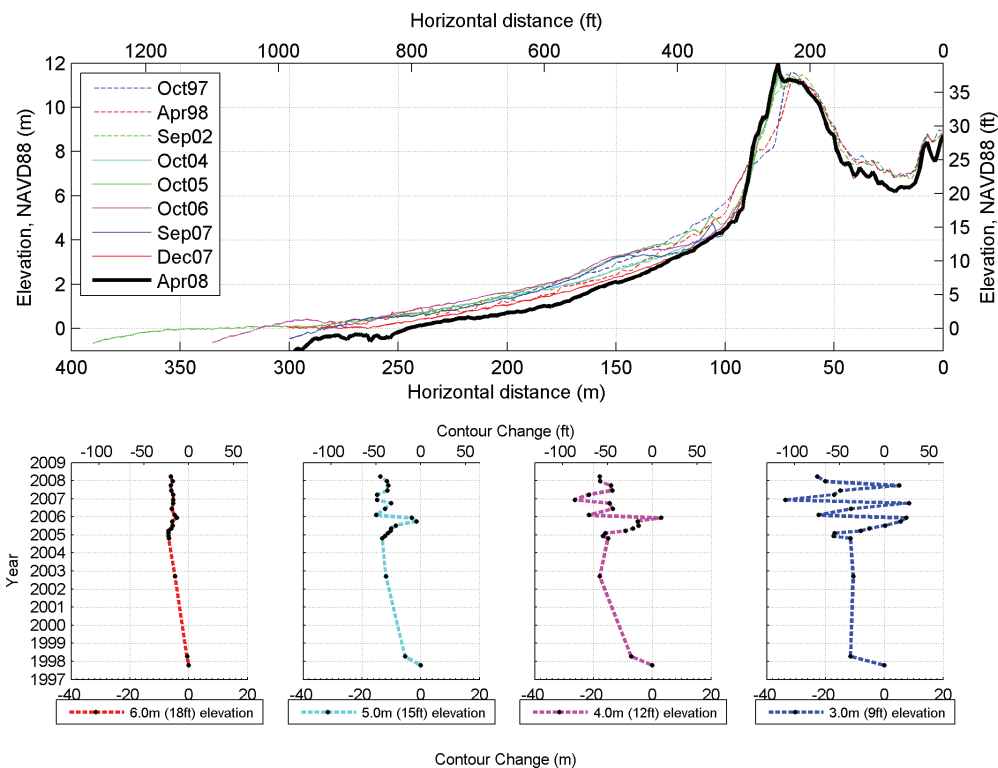 Horizontal distance (ft)
1200 1000 800 600 400 200 0
12
10
8
6
4
2
0
Elevation, NAVD88 (m)
Oct97
Apr98
Sep02
Oct04
Oct05
Oct06
Sep07
Dec07
Apr08
35
30
25
20
15
10
5
0
Elevation, NAVD88 (ft)
400 350 300 250 200 150 100 50 0
Horizontal distance (m)
Contour Change (ft)
-100 -50 0 50 -100 -50 0 50 -100 -50 0 50 -100 -50 0 50
2009
2008
2007
2006
2005
2004
2003
2002
2001
2000
1999
1998
1997
Year
-40 -20 0 20 -40 -20 0 20 -40 -20 0 20 -40 -20 0 20
6.0m (18ft) elevation
5.0m (15ft) elevation
4.0m (12ft) elevation
3.0m (9ft) elevation
Contour Change (m)